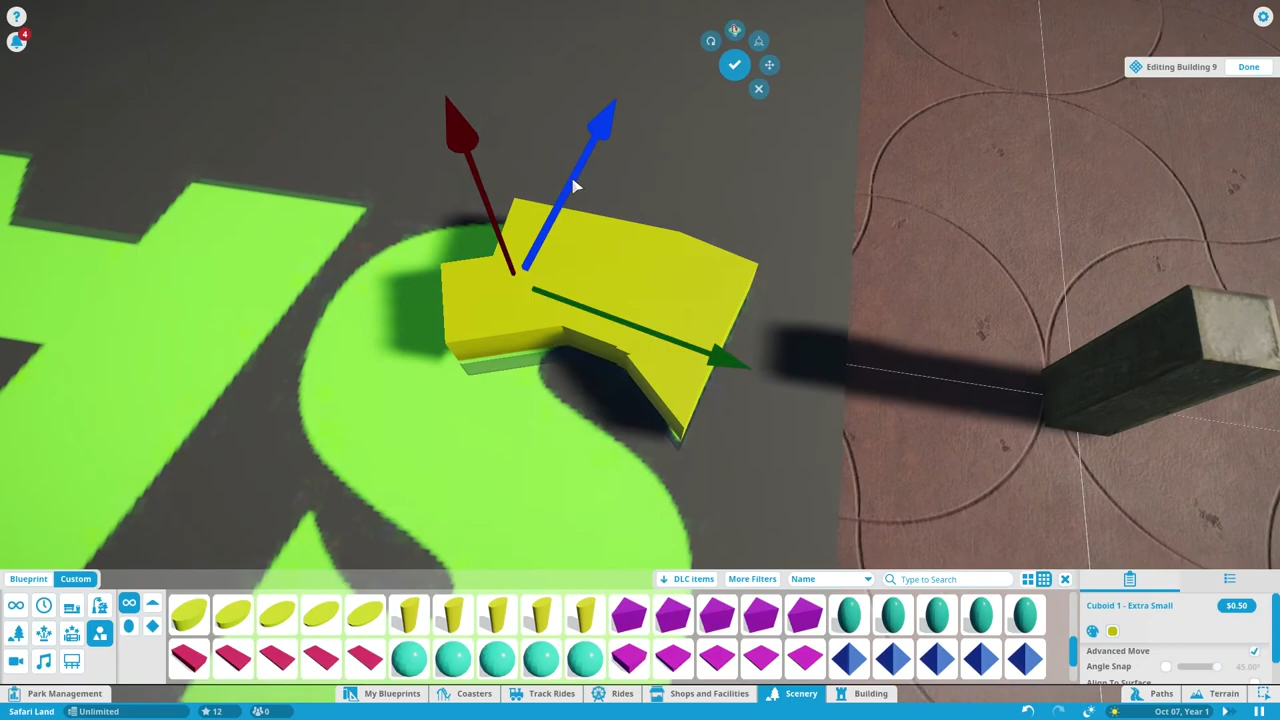 ?
4
Editing Building 9 Done
S
Blueprint Custom DLC items More Filters Name Type to Search
Cuboid 1 - Extra Small $0.50
Advanced Move
Angle Snap 45.00°
Park Management My Blueprints Coasters Track Rides Rides Shops and Facilities Scenery Building Paths Terrain
Safari Land Unlimited 12 0 Oct 07, Year 1